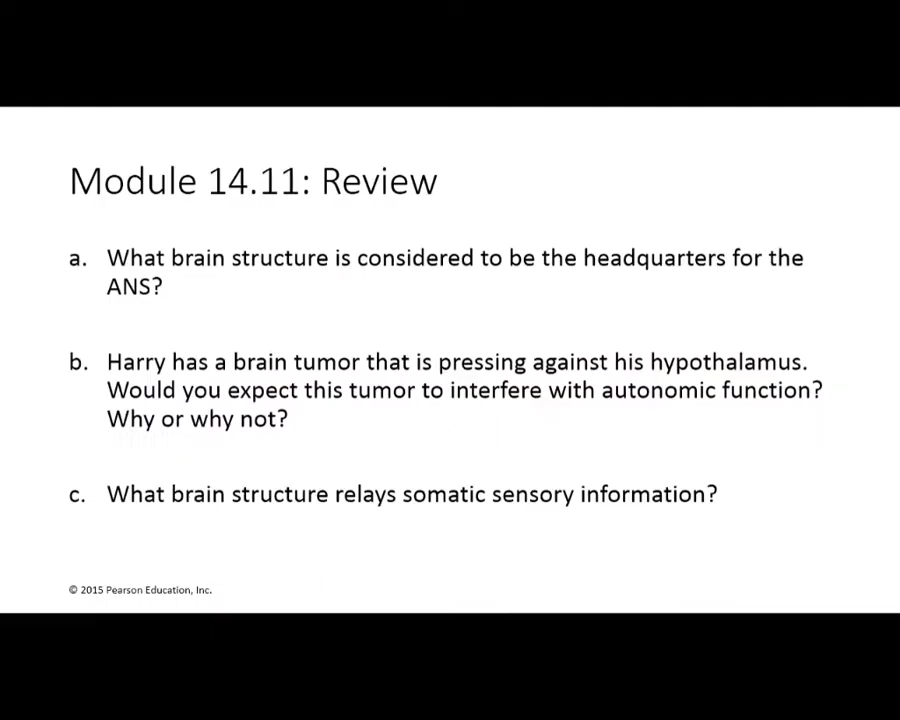 Module 14.11: Review
a. What brain structure is considered to be the headquarters for the
ANS?
b. Harry has a brain tumor that is pressing against his hypothalamus.
Would you expect this tumor to interfere with autonomic function?
Why or why not?
c. What brain structure relays somatic sensory information?
© 2015 Pearson Education, Inc.